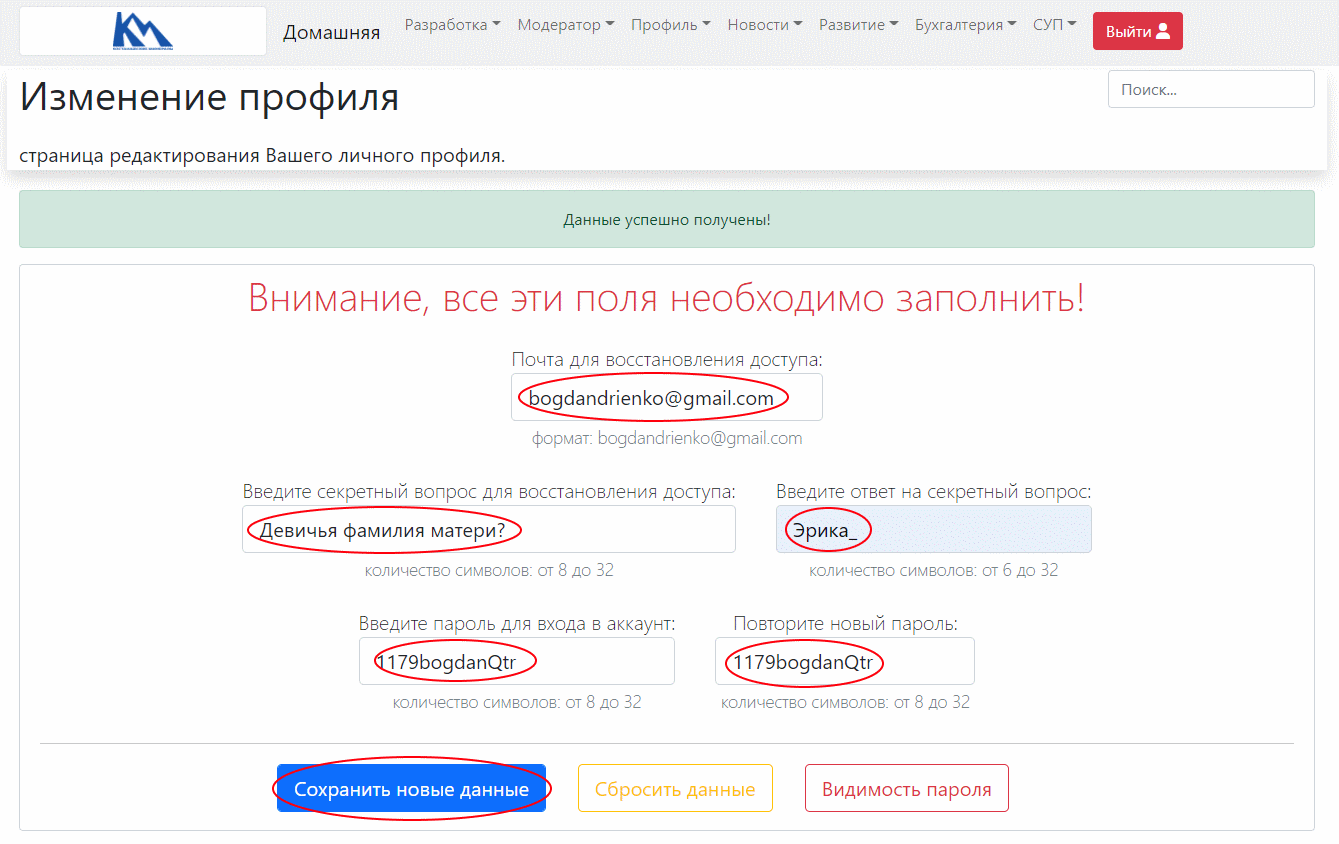 КМ
Домашняя Разработка Модератор Профиль Новости Развитие Бухгалтерия СУП Выйти
Изменение профиля
Поиск...
страница редактирования Вашего личного профиля.
Данные успешно получены!
Внимание, все эти поля необходимо заполнить!
Почта для восстановления доступа:
bogdandrienko@gmail.com
формат: bogdandrienko@gmail.com
Введите секретный вопрос для восстановления доступа: Введите ответ на секретный вопрос:
Девичья фамилия матери? Эрика_
количество символов: от 8 до 32 количество символов: от 6 до 32
Введите пароль для входа в аккаунт: Повторите новый пароль:
1179bogdanQtr 1179bogdanQtr
количество символов: от 8 до 32 количество символов: от 8 до 32
Сохранить новые данные Сбросить данные Видимость пароля